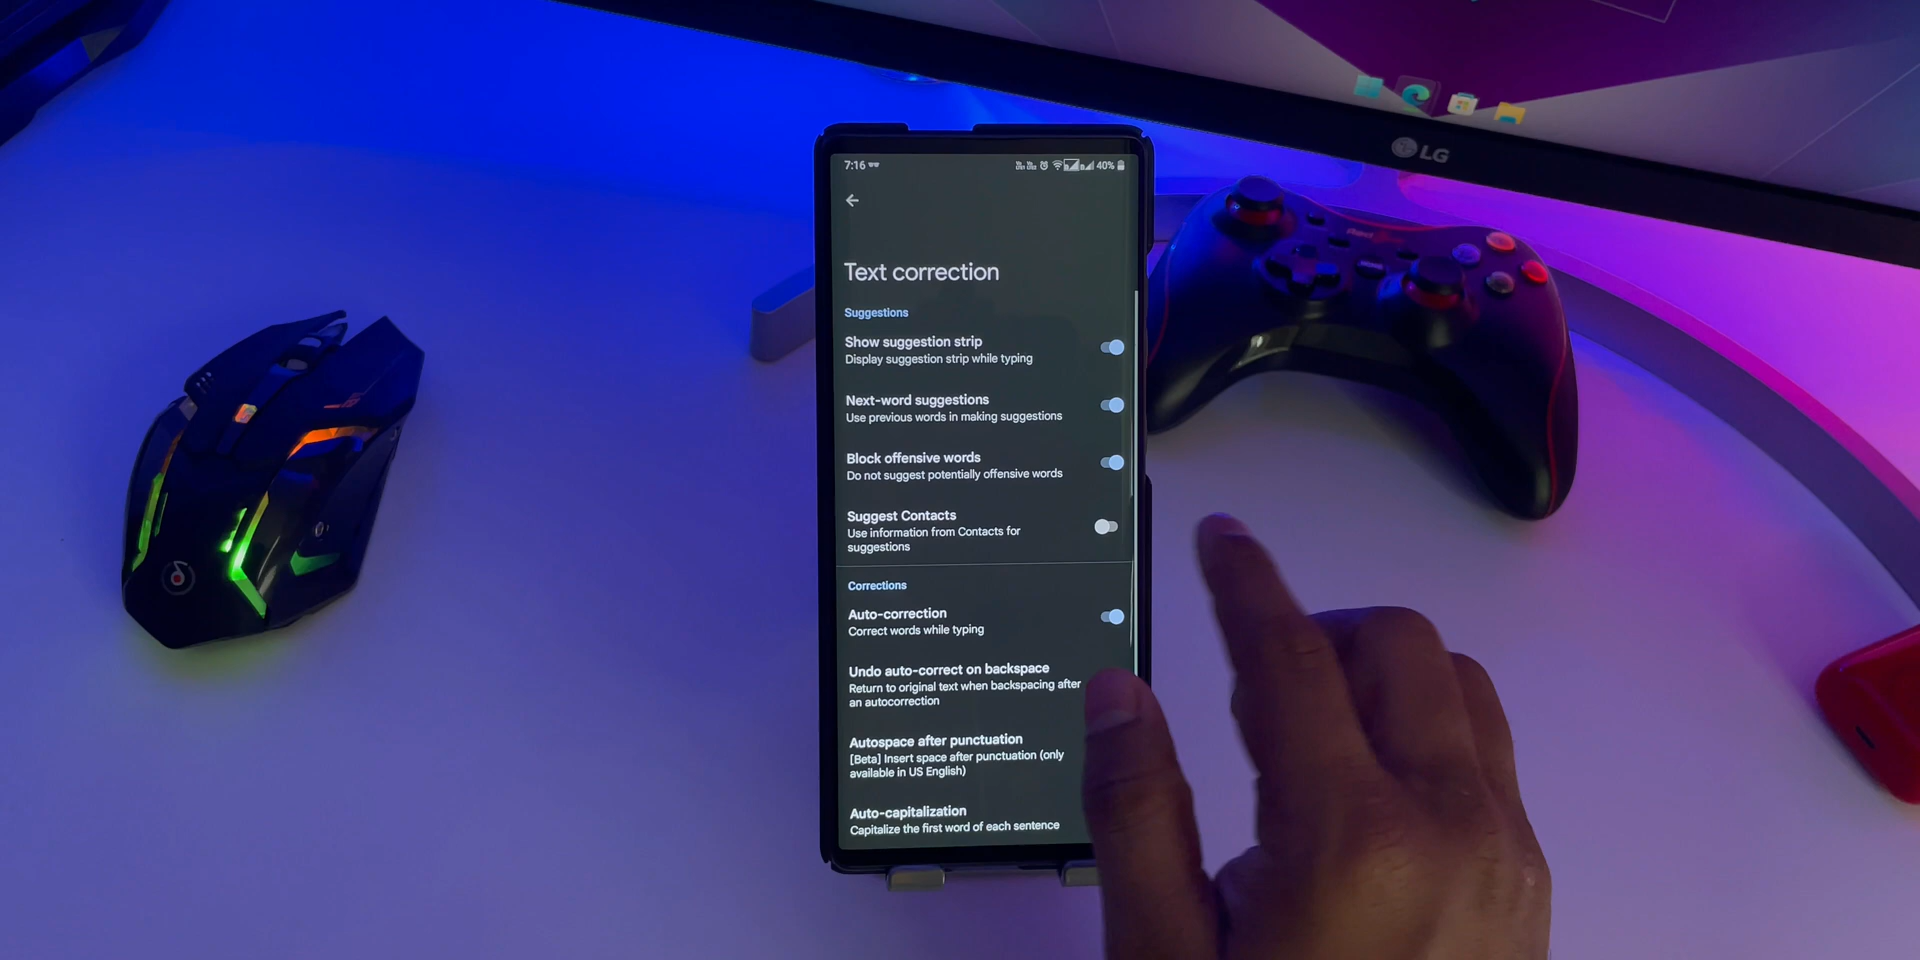 LG
7:16
40%
Text correction
Suggestions
Show suggestion strip
Display suggestion strip while typing
Next-word suggestions
Use previous words in making suggestions
Block offensive words
Do not suggest potentially offensive words
Suggest Contacts
Use information from Contacts for
suggestions
Corrections
Auto-correction
Correct words while typing
Undo auto-correct on backspace
Return to original text when backspacing after
an autocorrection
Autospace after punctuation
[Beta] Insert space after punctuation (only
available in US English)
Auto-capitalization
Capitalize the first word of each sentence